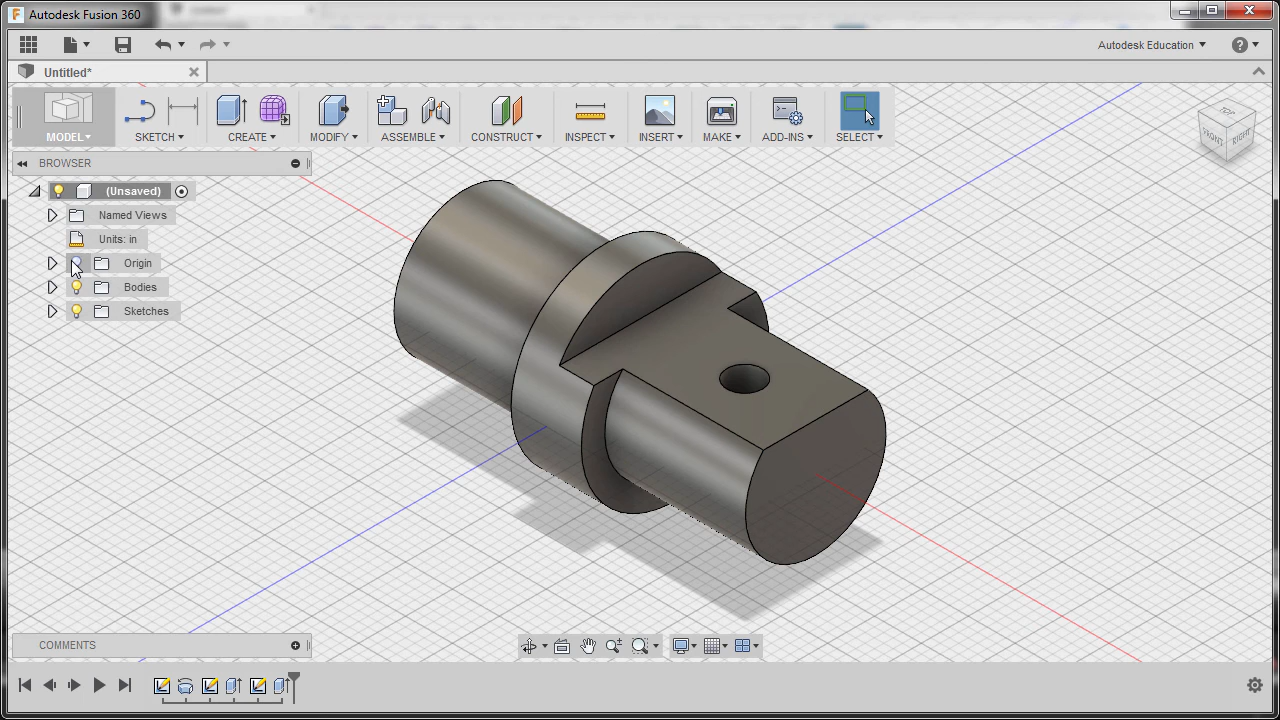 Autodesk Fusion 360
Autodesk Education
Untitled*
MODEL
SKETCH
CREATE
MODIFY
ASSEMBLE
CONSTRUCT
INSPECT
INSERT
MAKE
ADD-INS
SELECT
TOP
FRONT
RIGHT
BROWSER
(Unsaved)
Named Views
Units: in
Origin
Bodies
Sketches
COMMENTS